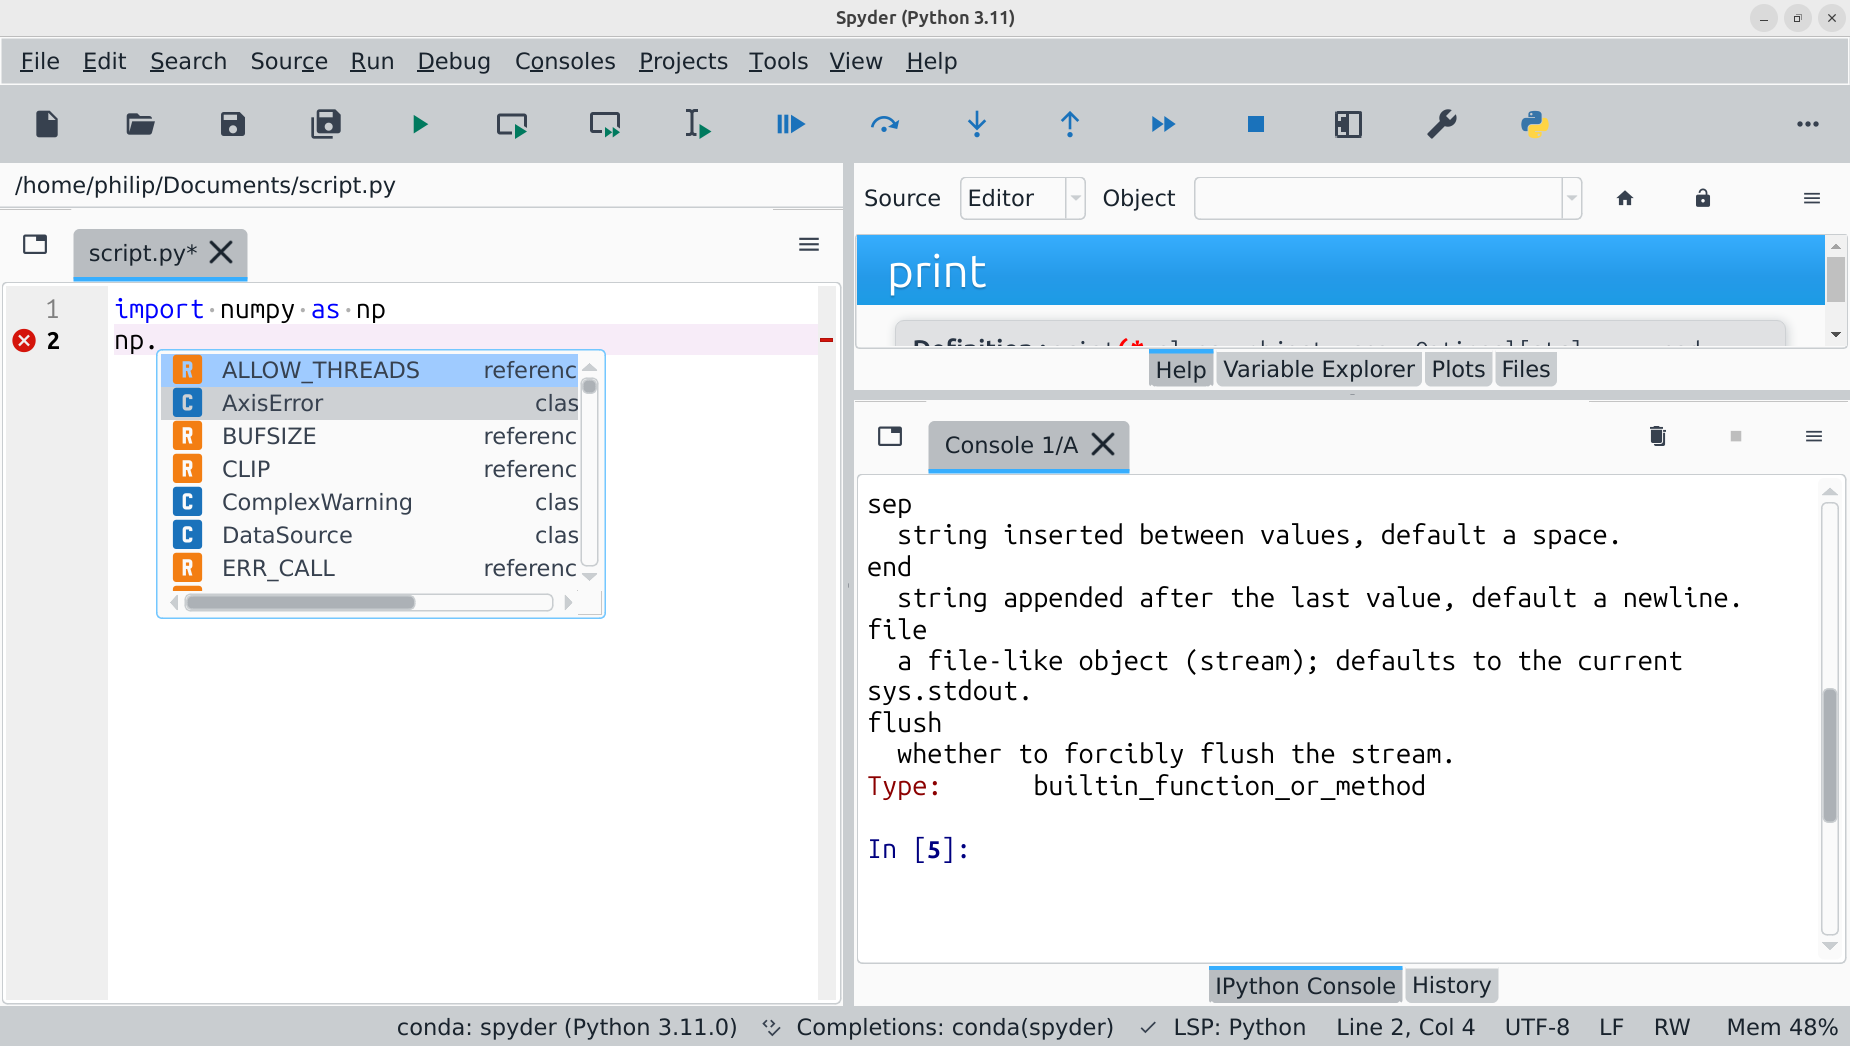 Spyder (Python 3.11)
File Edit Search Source Run Debug Consoles Projects Tools View Help
/home/philip/Documents/script.py
script.py*
1 import numpy as np
2 np.
R ALLOW_THREADS referenc
C AxisError clas
R BUFSIZE referenc
R CLIP referenc
C ComplexWarning clas
C DataSource clas
R ERR_CALL referenc
Source Editor Object
print
Help Variable Explorer Plots Files
Console 1/A
sep
string inserted between values, default a space.
end
string appended after the last value, default a newline.
file
a file-like object (stream); defaults to the current
sys.stdout.
flush
whether to forcibly flush the stream.
Type: builtin_function_or_method
In [5]:
IPython Console History
conda: spyder (Python 3.11.0) Completions: conda(spyder) LSP: Python Line 2, Col 4 UTF-8 LF RW Mem 48%